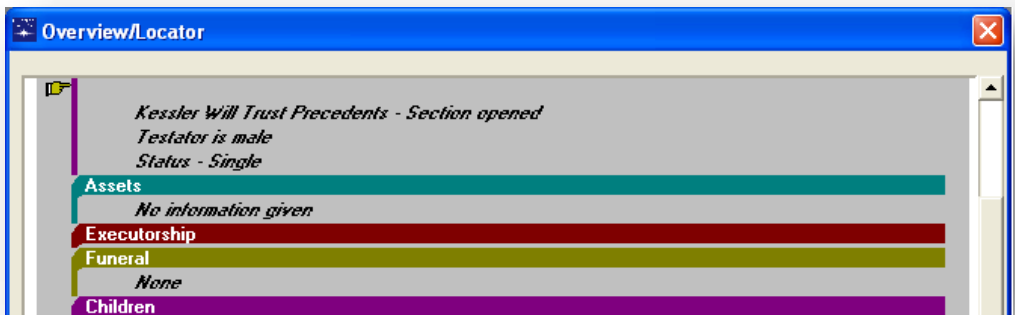 Overview/Locator
Kessler Will Trust Precedents - Section opened
Testator is male
Status - Single
Assets
No information given
Executorship
Funeral
None
Children